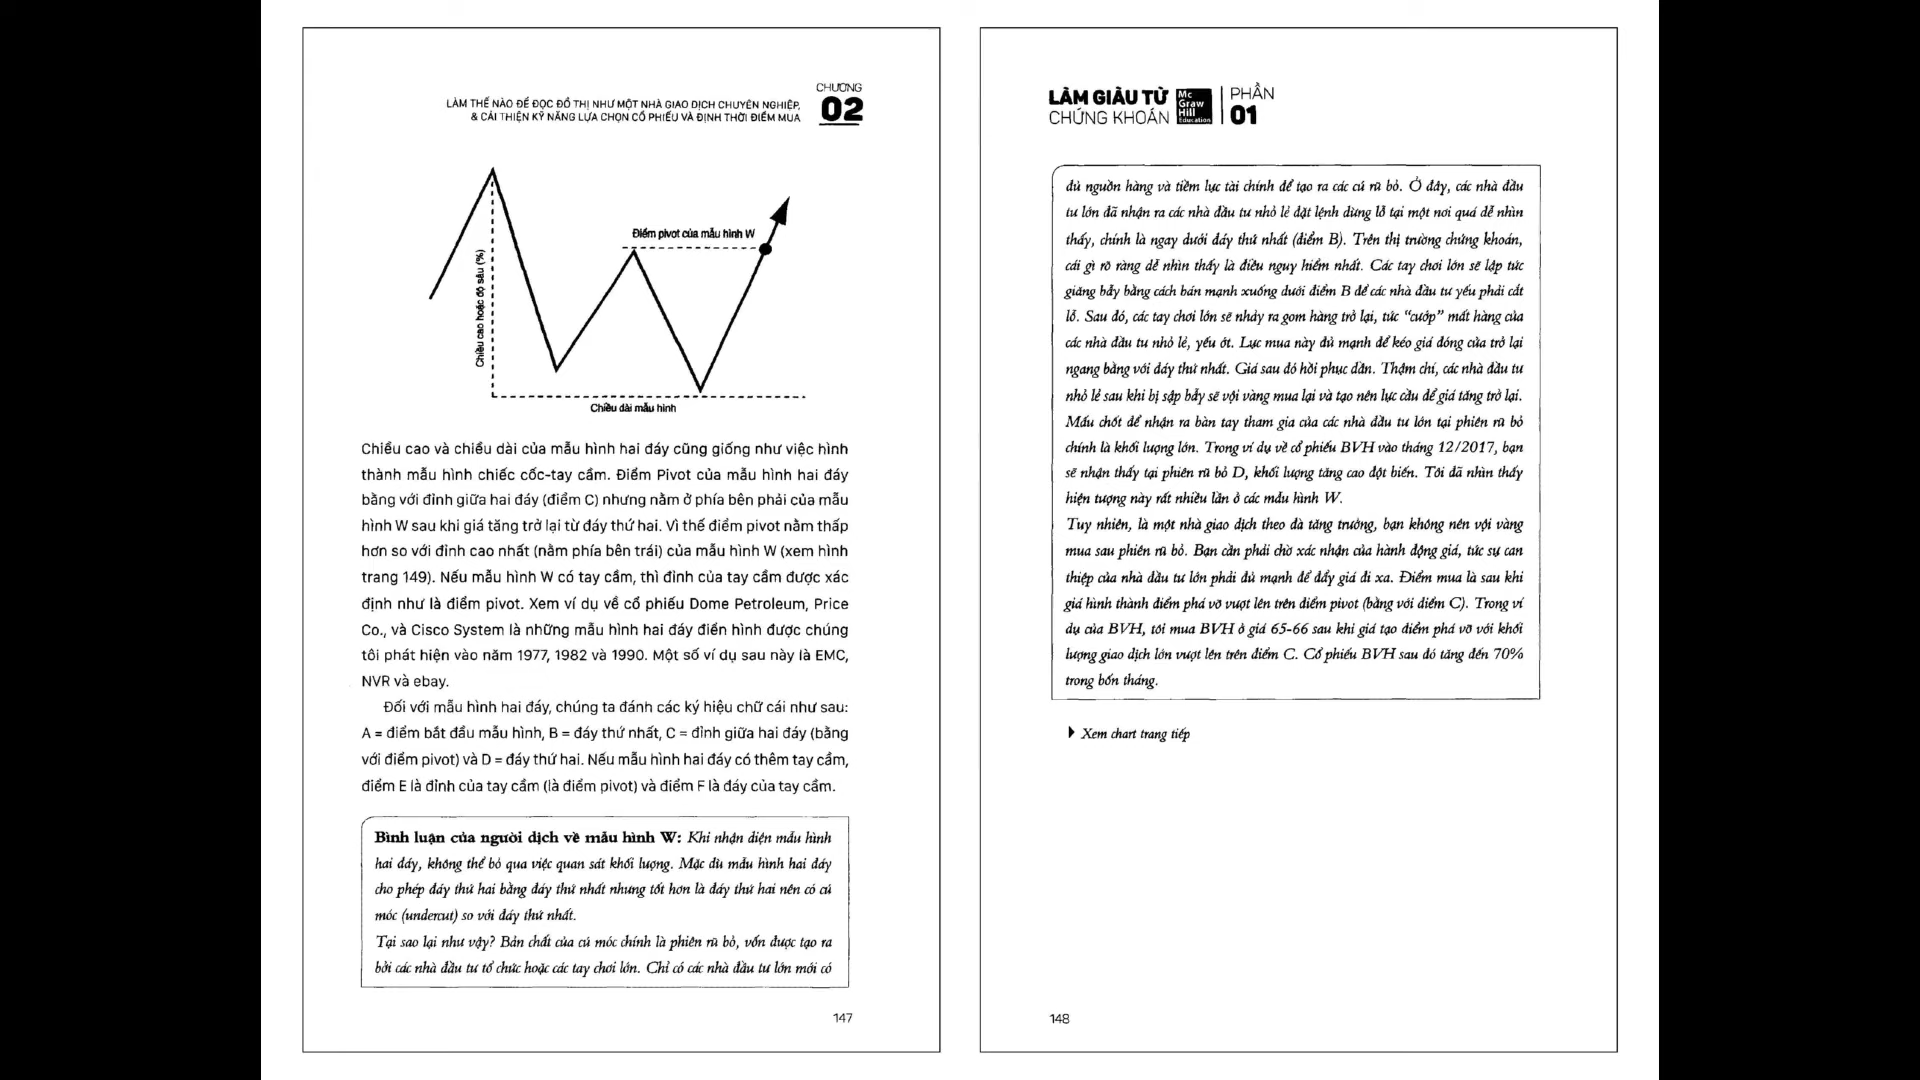 CHƯƠNG
02
LÀM THẾ NÀO ĐỂ ĐỌC ĐỒ THỊ NHƯ MỘT NHÀ GIAO DỊCH CHUYÊN NGHIỆP,
& CẢI THIỆN KỸ NĂNG LỰA CHỌN CỔ PHIẾU VÀ ĐỊNH THỜI ĐIỂM MUA
Điểm pivot của mẫu hình W
Chiều cao hoặc độ sâu (%)
Chiều dài mẫu hình
Chiều cao và chiều dài của mẫu hình hai đáy cũng giống như việc hình
thành mẫu hình chiếc cốc-tay cầm. Điểm Pivot của mẫu hình hai đáy
bằng với đỉnh giữa hai đáy (điểm C) nhưng nằm ở phía bên phải của mẫu
hình W sau khi giá tăng trở lại từ đáy thứ hai. Vì thế điểm pivot nằm thấp
hơn so với đỉnh cao nhất (nằm phía bên trái) của mẫu hình W (xem hình
trang 149). Nếu mẫu hình W có tay cầm, thì đỉnh của tay cầm được xác
định như là điểm pivot. Xem ví dụ về cổ phiếu Dome Petroleum, Price
Co., và Cisco System là những mẫu hình hai đáy điển hình được chúng
tôi phát hiện vào năm 1977, 1982 và 1990. Một số ví dụ sau này là EMC,
NVR và ebay.
Đối với mẫu hình hai đáy, chúng ta đánh các ký hiệu chữ cái như sau:
A = điểm bắt đầu mẫu hình, B = đáy thứ nhất, C = đỉnh giữa hai đáy (bằng
với điểm pivot) và D = đáy thứ hai. Nếu mẫu hình hai đáy có thêm tay cầm,
điểm E là đỉnh của tay cầm (là điểm pivot) và điểm F là đáy của tay cầm.
Bình luận của người dịch về mẫu hình W: Khi nhận diện mẫu hình
hai đáy, không thể bỏ qua việc quan sát khối lượng. Mặc dù mẫu hình hai đáy
cho phép đáy thứ hai bằng đáy thứ nhất nhưng tốt hơn là đáy thứ hai nên có cú
móc (undercut) so với đáy thứ nhất.
Tại sao lại như vậy? Bản chất của cú móc chính là phiên rũ bỏ, vốn được tạo ra
bởi các nhà đầu tư tổ chức hoặc các tay chơi lớn. Chỉ có các nhà đầu tư lớn mới có
147
LÀM GIÀU TỪ
CHỨNG KHOÁN
Mc
Graw
Hill
Education
PHẦN
01
đủ nguồn hàng và tiềm lực tài chính để tạo ra các cú rũ bỏ. Ở đây, các nhà đầu
tư lớn đã nhận ra các nhà đầu tư nhỏ lẻ đặt lệnh dừng lỗ tại một nơi quá dễ nhìn
thấy, chính là ngay dưới đáy thứ nhất (điểm B). Trên thị trường chứng khoán,
cái gì rõ ràng dễ nhìn thấy là điều nguy hiểm nhất. Các tay chơi lớn sẽ lập tức
giăng bẫy bằng cách bán mạnh xuống dưới điểm B để các nhà đầu tư yếu phải cắt
lỗ. Sau đó, các tay chơi lớn sẽ nhảy ra gom hàng trở lại, tức “cướp” mất hàng của
các nhà đầu tư nhỏ lẻ, yếu ớt. Lực mua này đủ mạnh để kéo giá đóng cửa trở lại
ngang bằng với đáy thứ nhất. Giá sau đó hồi phục dần. Thậm chí, các nhà đầu tư
nhỏ lẻ sau khi bị sập bẫy sẽ vội vàng mua lại và tạo nên lực cầu để giá tăng trở lại.
Mấu chốt để nhận ra bàn tay tham gia của các nhà đầu tư lớn tại phiên rũ bỏ
chính là khối lượng lớn. Trong ví dụ về cổ phiếu BVH vào tháng 12/2017, bạn
sẽ nhận thấy tại phiên rũ bỏ D, khối lượng tăng cao đột biến. Tôi đã nhìn thấy
hiện tượng này rất nhiều lần ở các mẫu hình W.
Tuy nhiên, là một nhà giao dịch theo đà tăng trưởng, bạn không nên vội vàng
mua sau phiên rũ bỏ. Bạn cần phải chờ xác nhận của hành động giá, tức sự can
thiệp của nhà đầu tư lớn phải đủ mạnh để đẩy giá đi xa. Điểm mua là sau khi
giá hình thành điểm phá vỡ vượt lên trên điểm pivot (bằng với điểm C). Trong ví
dụ của BVH, tôi mua BVH ở giá 65-66 sau khi giá tạo điểm phá vỡ với khối
lượng giao dịch lớn vượt lên trên điểm C. Cổ phiếu BVH sau đó tăng đến 70%
trong bốn tháng.
Xem chart trang tiếp
148